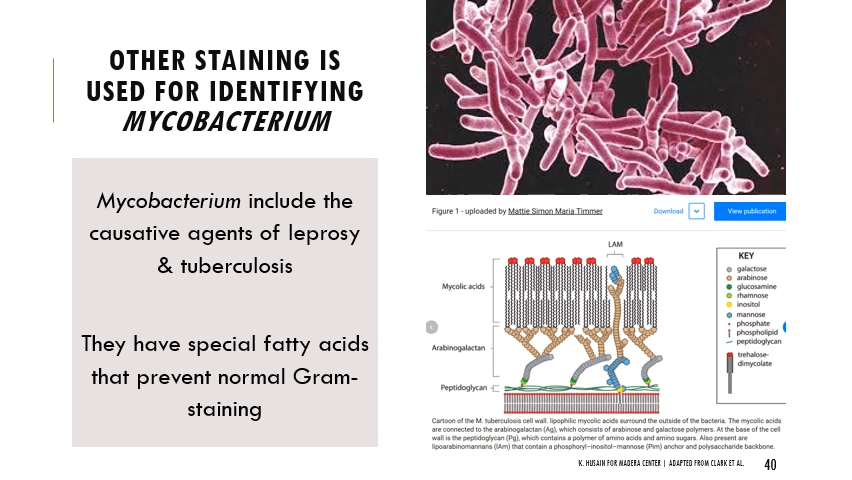 OTHER STAINING IS
USED FOR IDENTIFYING
MYCOBACTERIUM
Mycobacterium include the
causative agents of leprosy
& tuberculosis
They have special fatty acids
that prevent normal Gram-
staining
Figure 1 - uploaded by Mattie Simon Maria Timmer
Download
View publication
LAM
Mycolic acids
Arabinogalactan
Peptidoglycan
KEY
galactose
arabinose
glucosamine
rhamnose
inositol
mannose
phosphate
phospholipid
peptidoglycan
trehalose-
dimycolate
Cartoon of the M. tuberculosis cell wall. lipophilic mycolic acids surround the outside of the bacteria. The mycolic acids
are connected to the arabinogalactan (Ag), which consists of arabinose and galactose polymers. At the base of the cell
wall is the peptidoglycan (Pg), which contains a polymer of amino acids and amino sugars. Also present are
lipoarabinomannans (lAm) that contain a phosphoryl–inositol–mannose (Pim) anchor and polysaccharide backbone.
K. HUSAIN FOR MADERA CENTER | ADAPTED FROM CLARK ET AL.
40